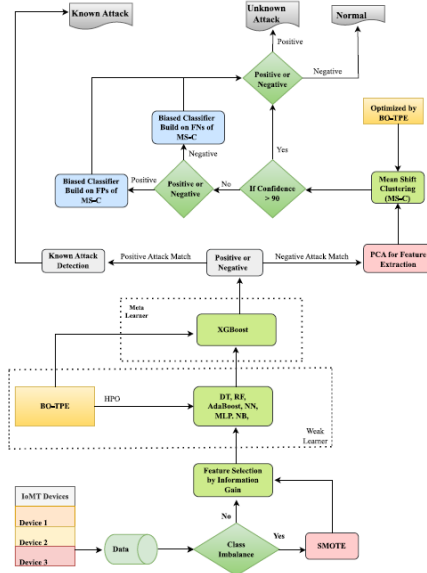 Known Attack
Unknown
Attack
Normal
Positive
Negative
Positive or
Negative
Optimized by
BO-TPE
Biased Classifier
Build on FNs of
MS-C
Yes
Negative
Biased Classifier
Build on FPs of
MS-C
Positive
Positive or
Negative
No
If Confidence
> 90
Mean Shift
Clustering
(MS-C)
Known Attack
Detection
Positive Attack Match
Positive or
Negative
Negative Attack Match
PCA for Feature
Extraction
Meta
Learner
XGBoost
BO-TPE
HPO
DT, RF,
AdaBoost, NN,
MLP, NB,
Weak
Learner
Feature Selection
by Information
Gain
IoMT Devices
Device 1
Device 2
Device 3
Data
No
Class
Imbalance
Yes
SMOTE